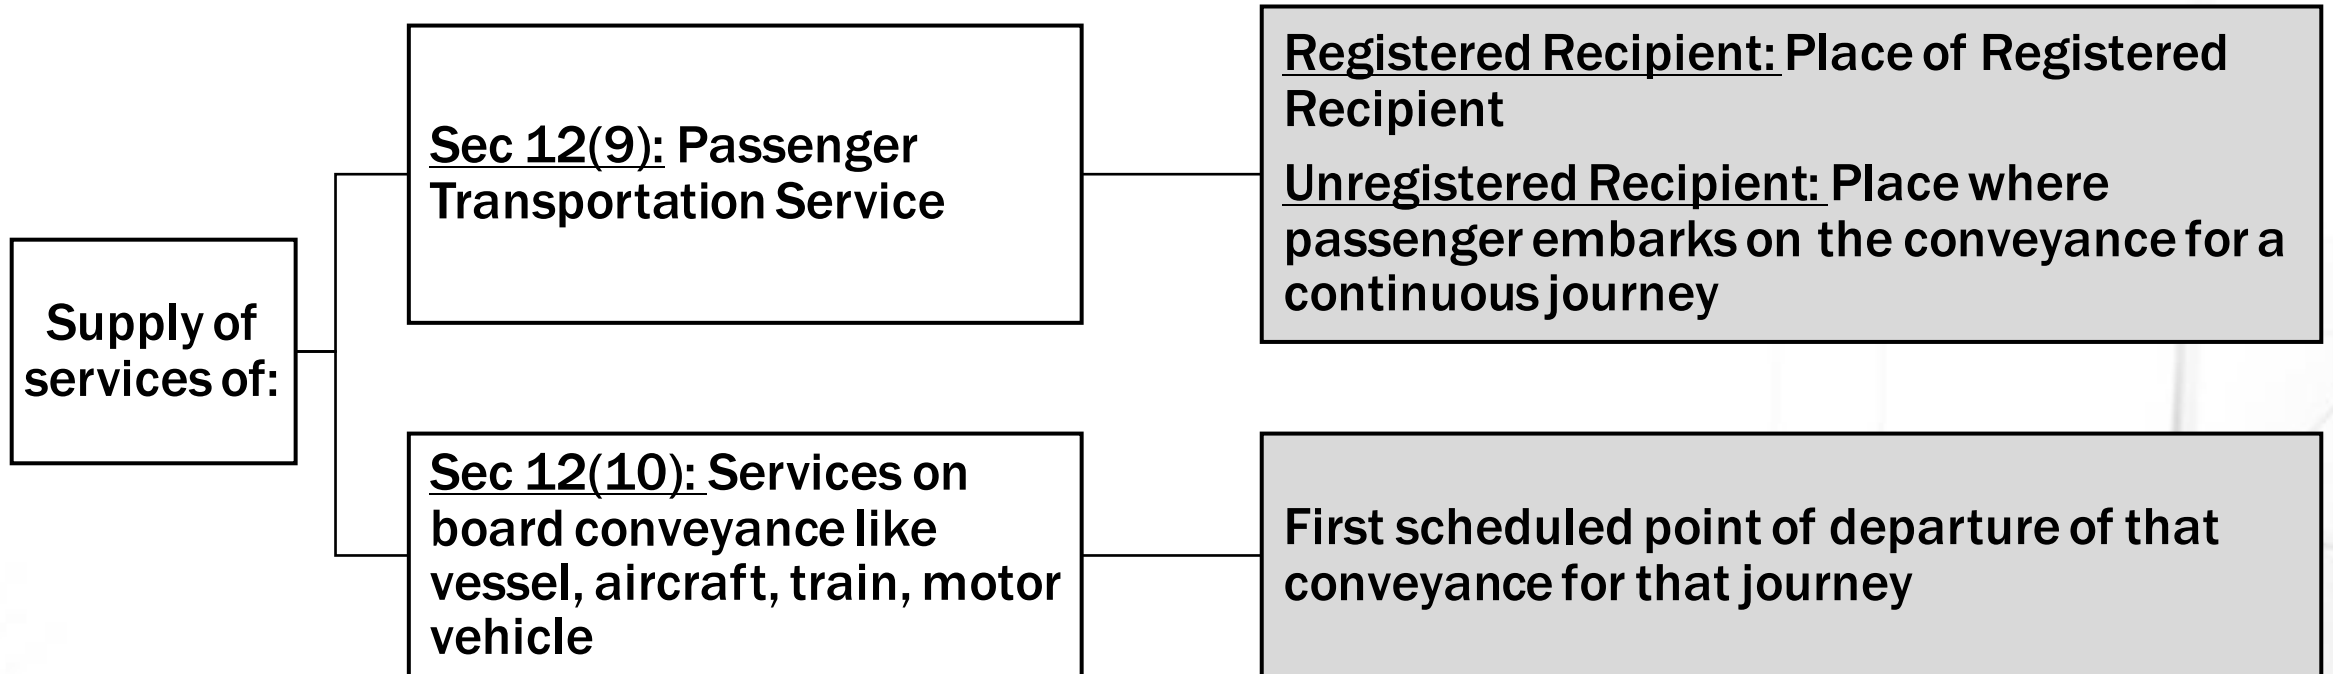 Supply of
services of:
Sec 12(9): Passenger
Transportation Service
Registered Recipient: Place of Registered
Recipient
Unregistered Recipient: Place where
passenger embarks on the conveyance for a
continuous journey
Sec 12(10): Services on
board conveyance like
vessel, aircraft, train, motor
vehicle
First scheduled point of departure of that
conveyance for that journey